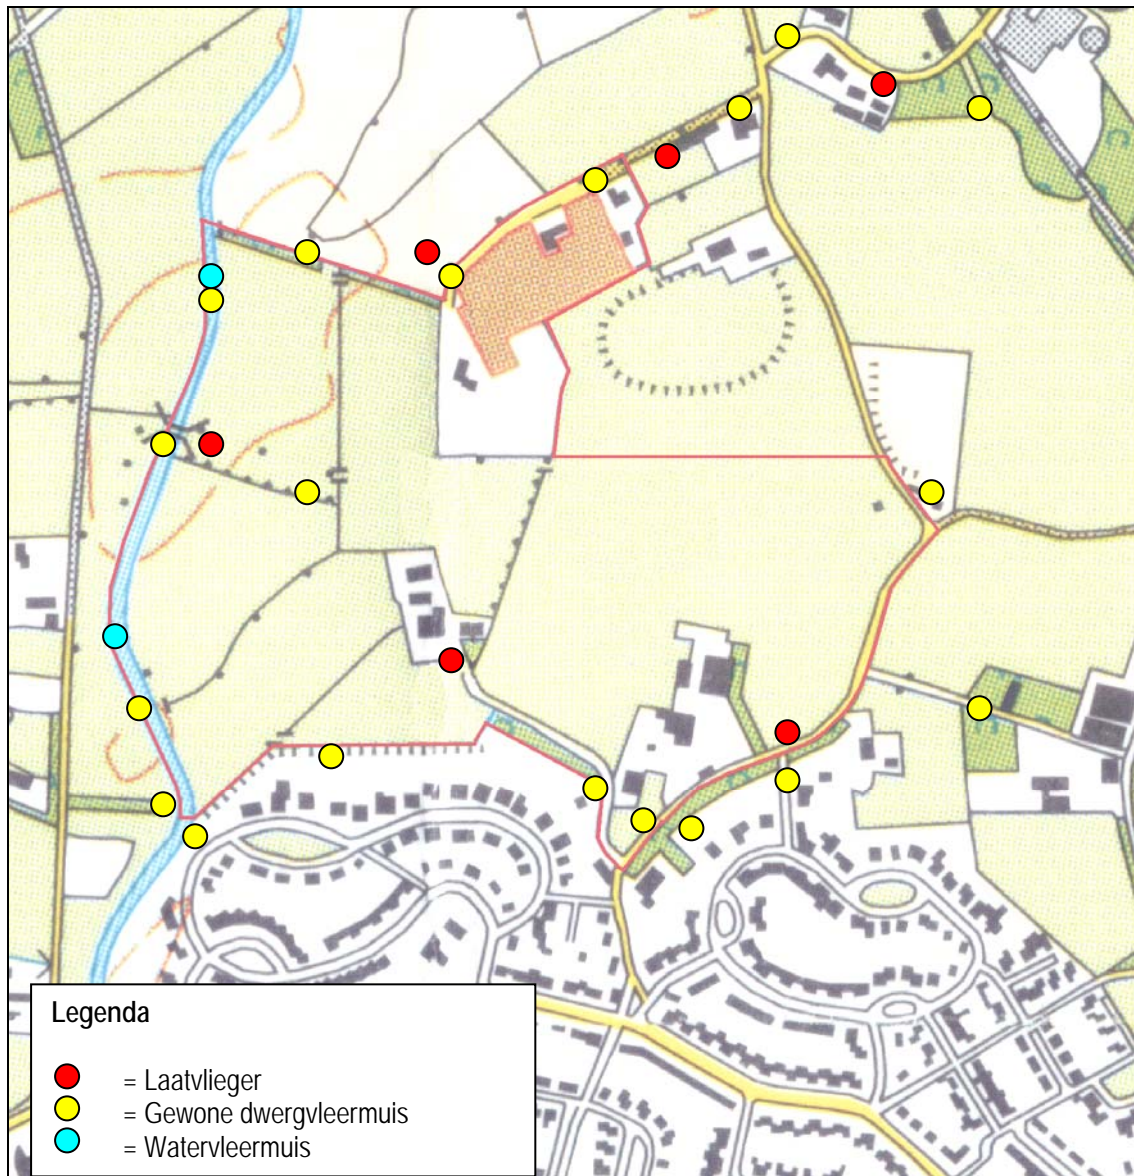 Legenda
= Laatvlieger
= Gewone dwergvleermuis
= Watervleermuis